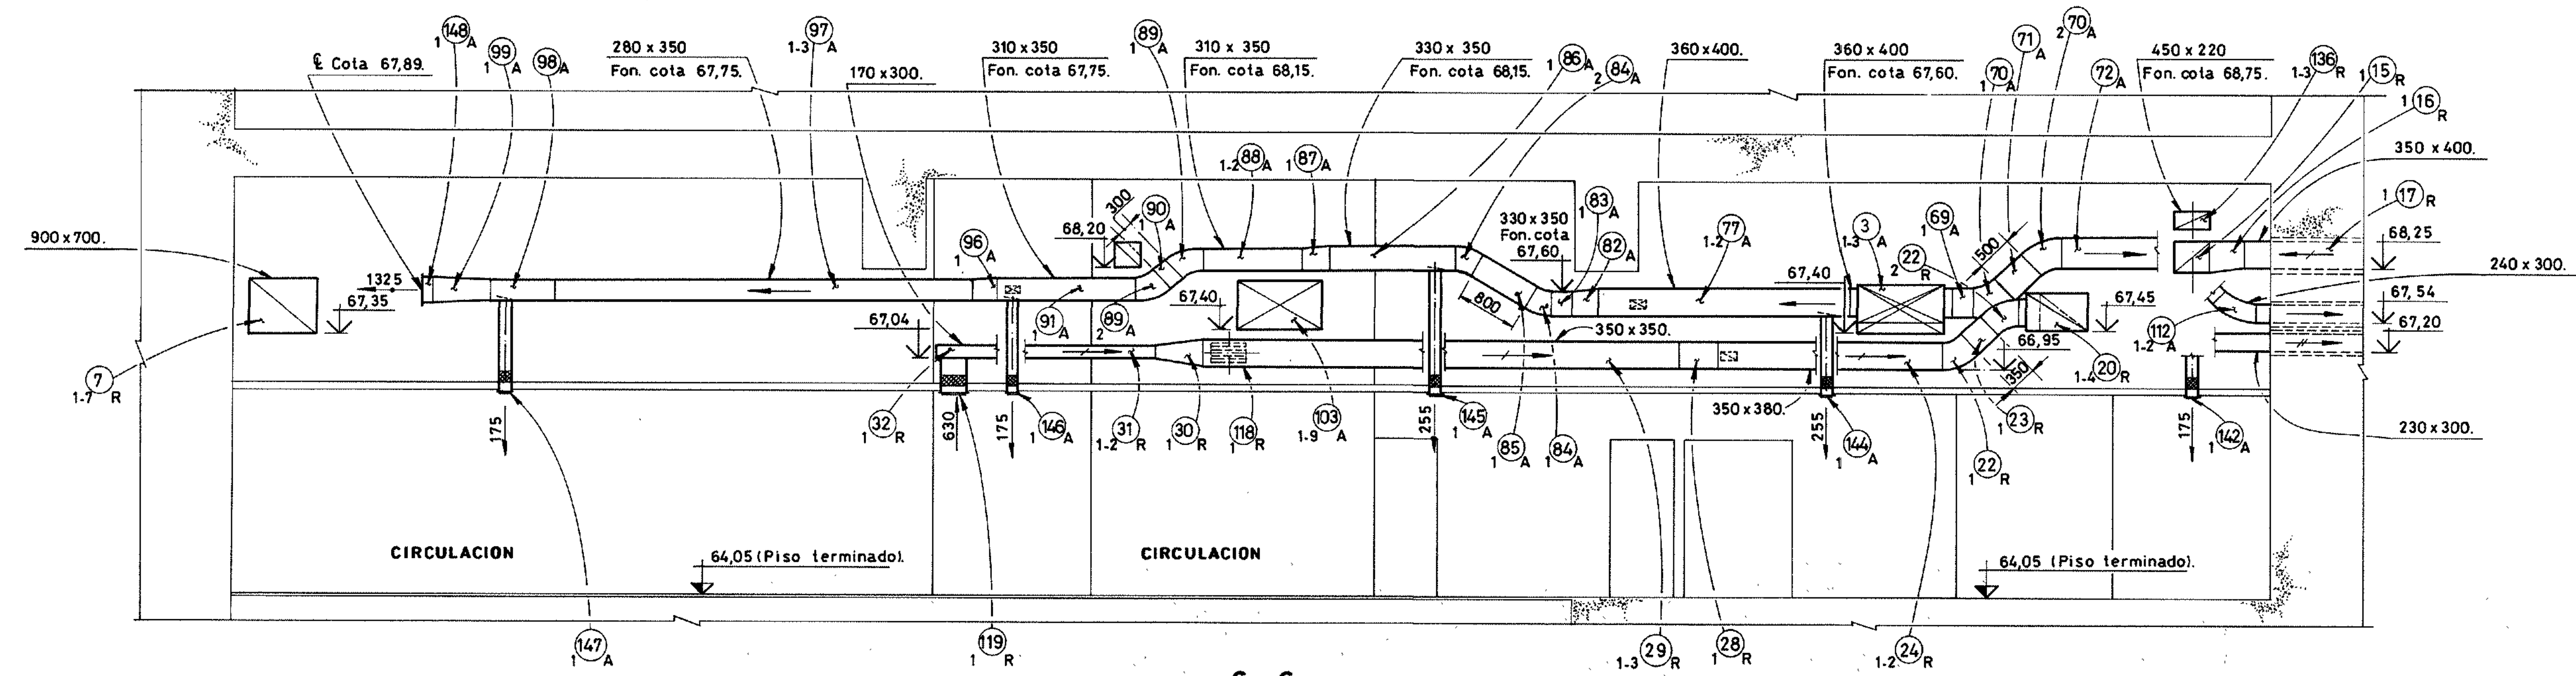 1 148 A
1 99 A
98 A
1-3 97 A
1 89 A
1 86 A
2 84 A
71
2 70 A
1 70 A
72 A
1-3 136 R
1 15 R
1 16 R
℄ Cota 67,89.
280 x 350
Fon. cota 67,75.
170 x 300.
310 x 350
Fon. cota 67,75.
310 x 350
Fon. cota 68,15.
330 x 350
Fon. cota 68,15.
360 x 400.
360 x 400
Fon. cota 67,60.
450 x 220
Fon. cota 68,75.
350 x 400.
1 17 R
1-2 88 A
1 87 A
300
1 90 A
68,20
1 96 A
330 x 350
Fon. cota
67,60
1 83 A
82 A
1-2 77 A
1-3 3 A
1 69 A
2 22 R
500
68,25
240 x 300.
900 x 700.
1325
67,35
67,04
67,40
800
67,40
67,45
67,54
67,20
1 91 A
2 89 A
350 x 350.
66,95
350
1-4 20 R
1-2 112 A
1-7 7 R
175
1 32 R
630
175
1 146 A
1-2 31 R
1 30 R
1 118 R
1-9 103 A
255
1 145 A
1 85 A
1 84 A
350 x 380.
255
1 144 A
1 23 R
1 22 R
175
1 142 A
230 x 300.
CIRCULACION
64,05 (Piso terminado).
CIRCULACION
64,05 (Piso terminado).
1 147 A
1 119 R
1-3 29 R
1 28 R
1-2 24 R